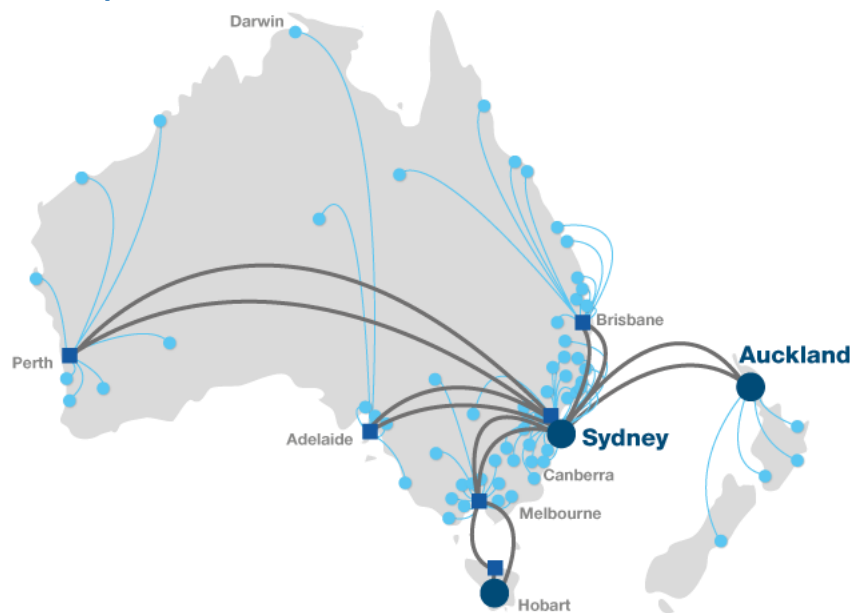 Darwin
Brisbane
Auckland
Perth
Adelaide
Sydney
Canberra
Melbourne
Hobart